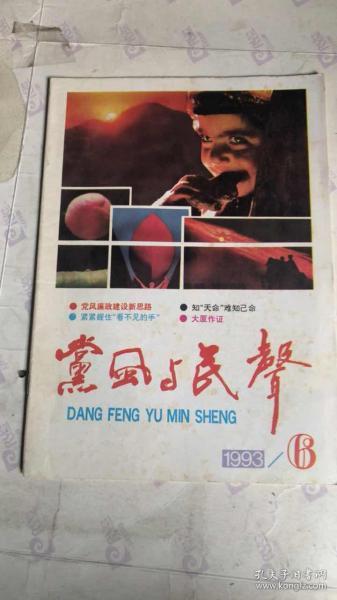 党风廉政建设新思路
知“天命”难知己命
紧紧握住“看不见的手”
大厦作证
黨风与民聲
DANG FENG YU MIN SHENG
1993/6
孔夫子旧书网